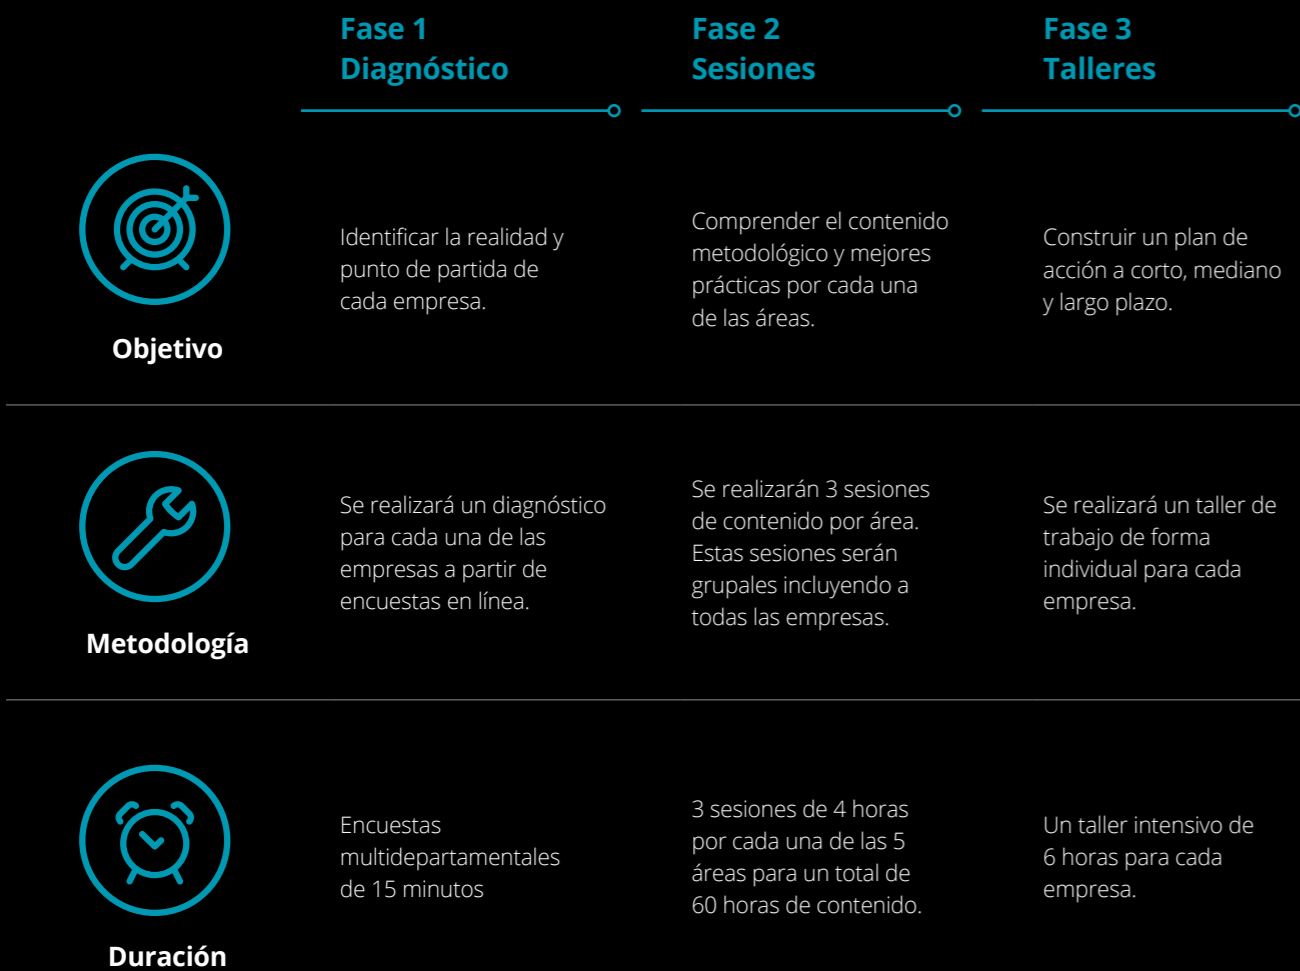 Fase 1
Diagnóstico
Fase 2
Sesiones
Fase 3
Talleres
Objetivo
Identificar la realidad y
punto de partida de
cada empresa.
Comprender el contenido
metodológico y mejores
prácticas por cada una
de las áreas.
Construir un plan de
acción a corto, mediano
y largo plazo.
Metodología
Se realizará un diagnóstico
para cada una de las
empresas a partir de
encuestas en línea.
Se realizarán 3 sesiones
de contenido por área.
Estas sesiones serán
grupales incluyendo a
todas las empresas.
Se realizará un taller de
trabajo de forma
individual para cada
empresa.
Duración
Encuestas
multidepartamentales
de 15 minutos
3 sesiones de 4 horas
por cada una de las 5
áreas para un total de
60 horas de contenido.
Un taller intensivo de
6 horas para cada
empresa.